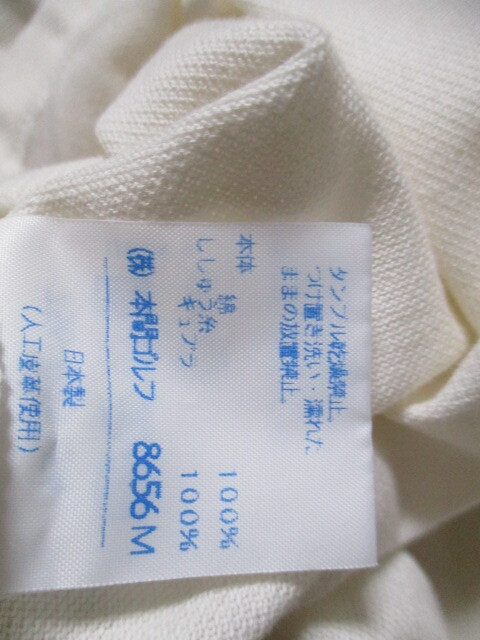 タンブル乾燥禁止。
つけ置き洗い・濡れた
ままの放置禁止。
本体 綿 100%
ししゅう糸
キュプラ 100%
(株)本間ゴルフ 8656M
日本製
(人工皮革使用)